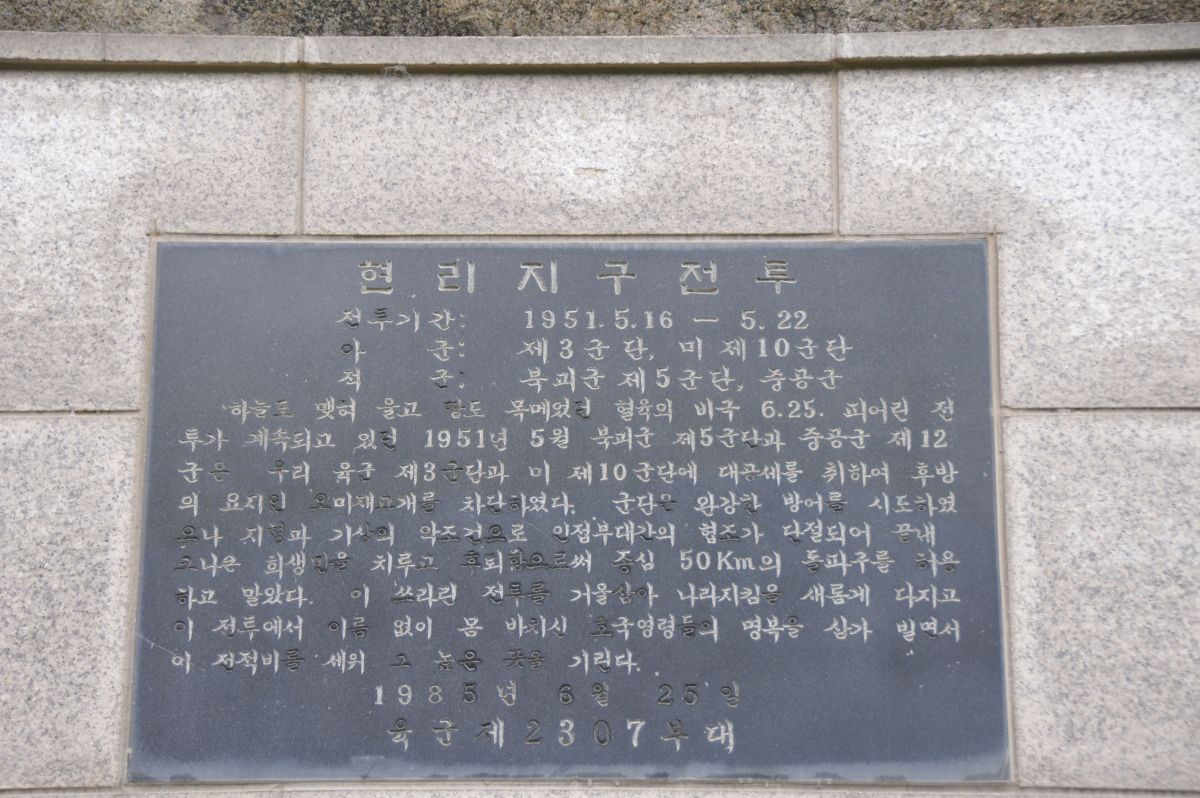 현리지구전투
전투기간: 1951. 5. 16 — 5. 22
아 군: 제3군단, 미 제10군단
적 군: 북괴군 제5군단, 중공군
하늘도 맺혀 울고 땅도 목메었던 혈육의 비극 6.25. 피어린 전
투가 계속되고 있던 1951년 5월 북괴군 제5군단과 중공군 제12
군은 우리 육군 제3군단과 미 제10군단에 대공세를 취하여 후방
의 요지인 오미재고개를 차단하였다. 군단은 완강한 방어를 시도하였
으나 지형과 기상의 악조건으로 인접부대간의 협조가 단절되어 끝내
크나큰 희생만을 치루고 후퇴함으로써 종심 50Km의 돌파구를 허용
하고 말았다. 이 쓰라린 전투를 거울삼아 나라지킴을 새롭게 다지고
이 전투에서 이름 없이 몸 바치신 호국영령들의 명복을 삼가 빌면서
이 전적비를 세워 그 높은 뜻을 기린다.
1985년 6월 25일
육군제2307부대